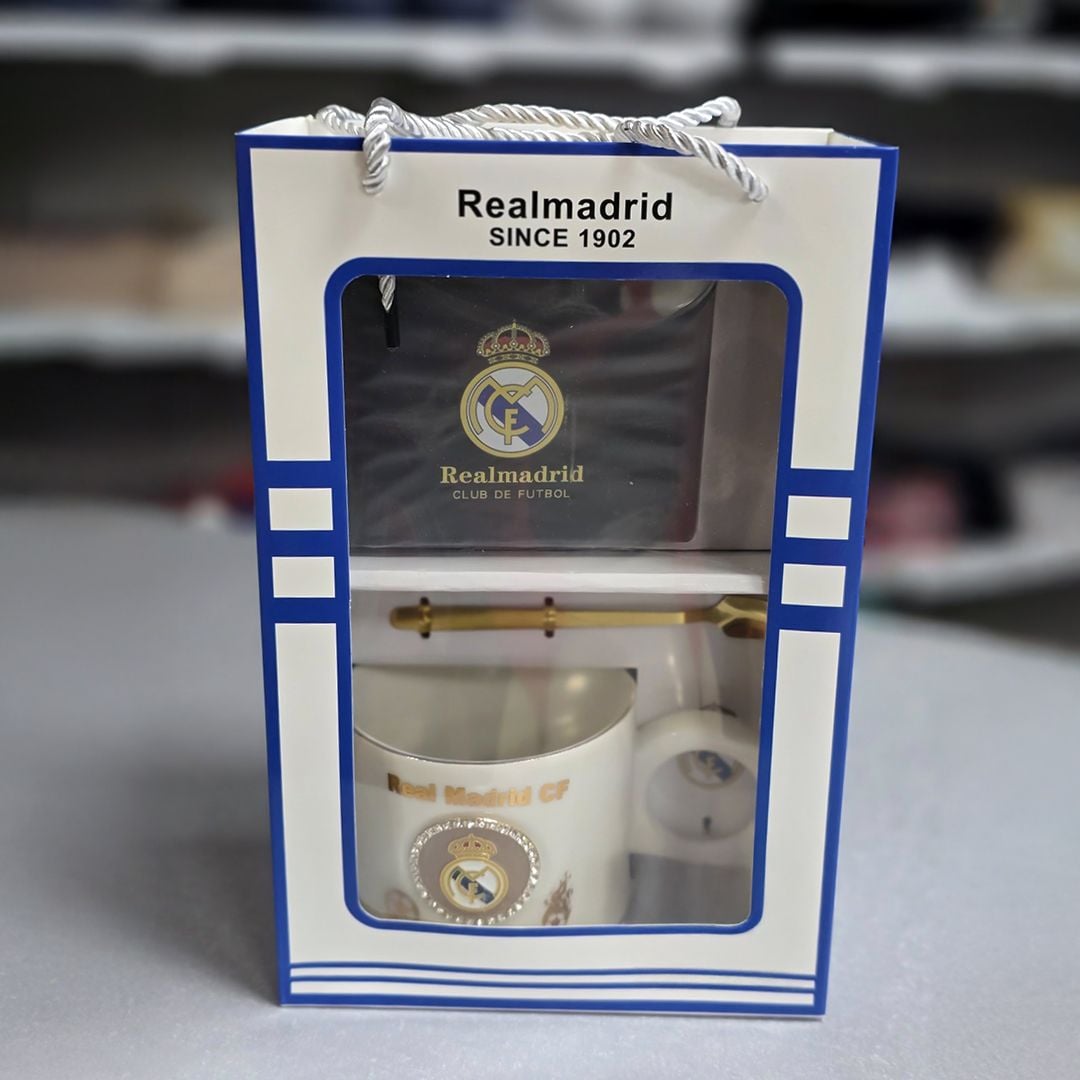 Realmadrid
SINCE 1902
Realmadrid
CLUB DE FUTBOL
Real Madrid CF